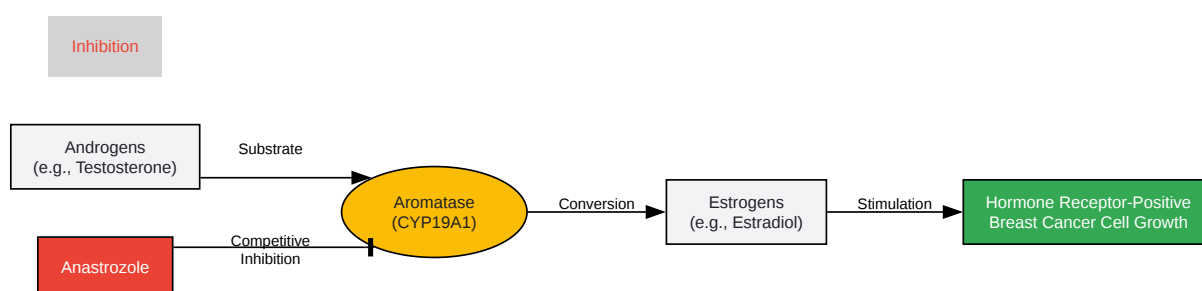 Inhibition
Androgens
(e.g., Testosterone)
Substrate
Aromatase
(CYP19A1)
Conversion
Estrogens
(e.g., Estradiol)
Stimulation
Hormone Receptor-Positive
Breast Cancer Cell Growth
Anastrozole
Competitive
Inhibition